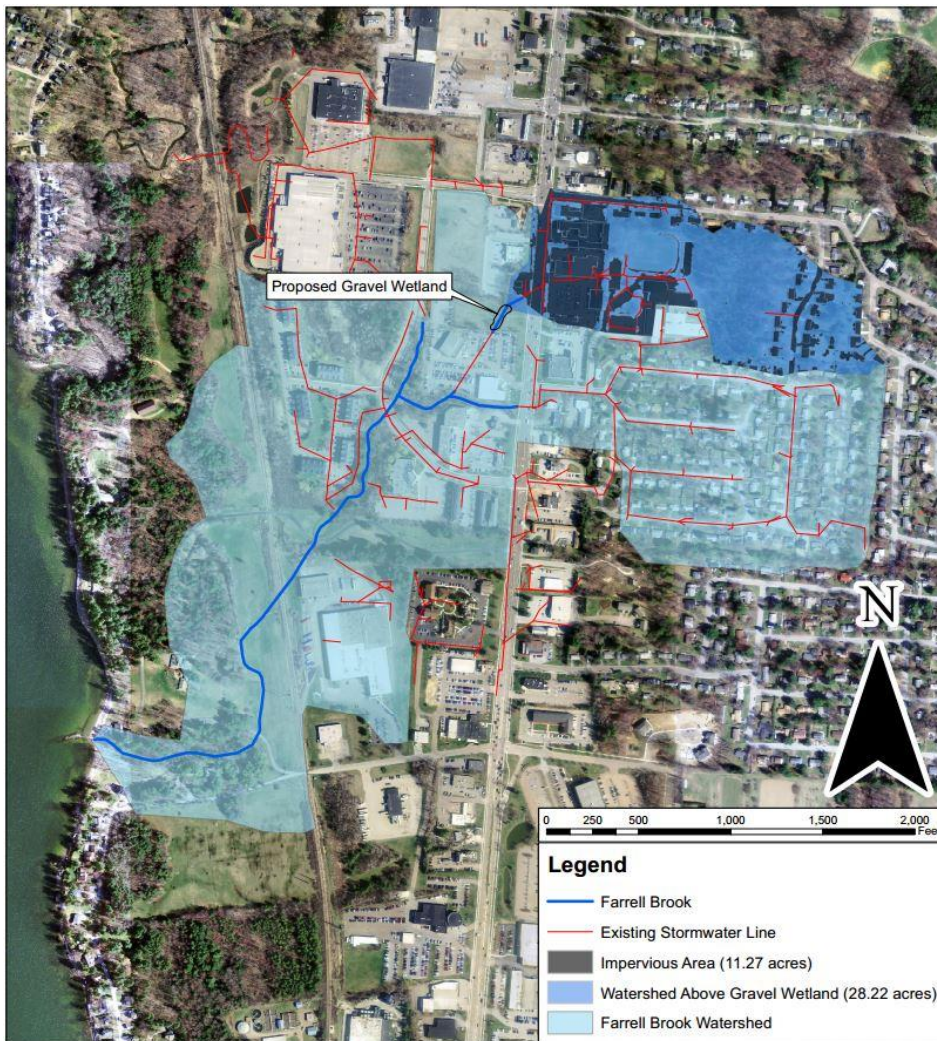 Proposed Gravel Wetland
N
0 250 500 1,000 1,500 2,000
Feet
Legend
Farrell Brook
Existing Stormwater Line
Impervious Area (11.27 acres)
Watershed Above Gravel Wetland (28.22 acres)
Farrell Brook Watershed